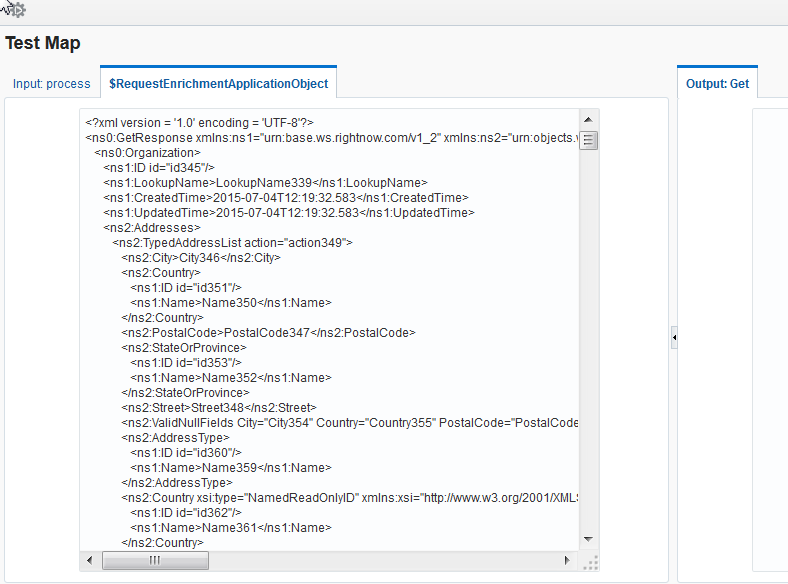 Test Map
Input: process
$RequestEnrichmentApplicationObject
Output: Get
<?xml version = '1.0' encoding = 'UTF-8'?>
<ns0:GetResponse xmlns:ns1="urn:base.ws.rightnow.com/v1_2" xmlns:ns2="urn:objects.
<ns0:Organization>
<ns1:ID id="id345"/>
<ns1:LookupName>LookupName339</ns1:LookupName>
<ns1:CreatedTime>2015-07-04T12:19:32.583</ns1:CreatedTime>
<ns1:UpdatedTime>2015-07-04T12:19:32.583</ns1:UpdatedTime>
<ns2:Addresses>
<ns2:TypedAddressList action="action349">
<ns2:City>City346</ns2:City>
<ns2:Country>
<ns1:ID id="id351"/>
<ns1:Name>Name350</ns1:Name>
</ns2:Country>
<ns2:PostalCode>PostalCode347</ns2:PostalCode>
<ns2:StateOrProvince>
<ns1:ID id="id353"/>
<ns1:Name>Name352</ns1:Name>
</ns2:StateOrProvince>
<ns2:Street>Street348</ns2:Street>
<ns2:ValidNullFields City="City354" Country="Country355" PostalCode="PostalCode
<ns2:AddressType>
<ns1:ID id="id360"/>
<ns1:Name>Name359</ns1:Name>
</ns2:AddressType>
<ns2:Country xsi:type="NamedReadOnlyID" xmlns:xsi="http://www.w3.org/2001/XML
<ns1:ID id="id362"/>
<ns1:Name>Name361</ns1:Name>
</ns2:Country>